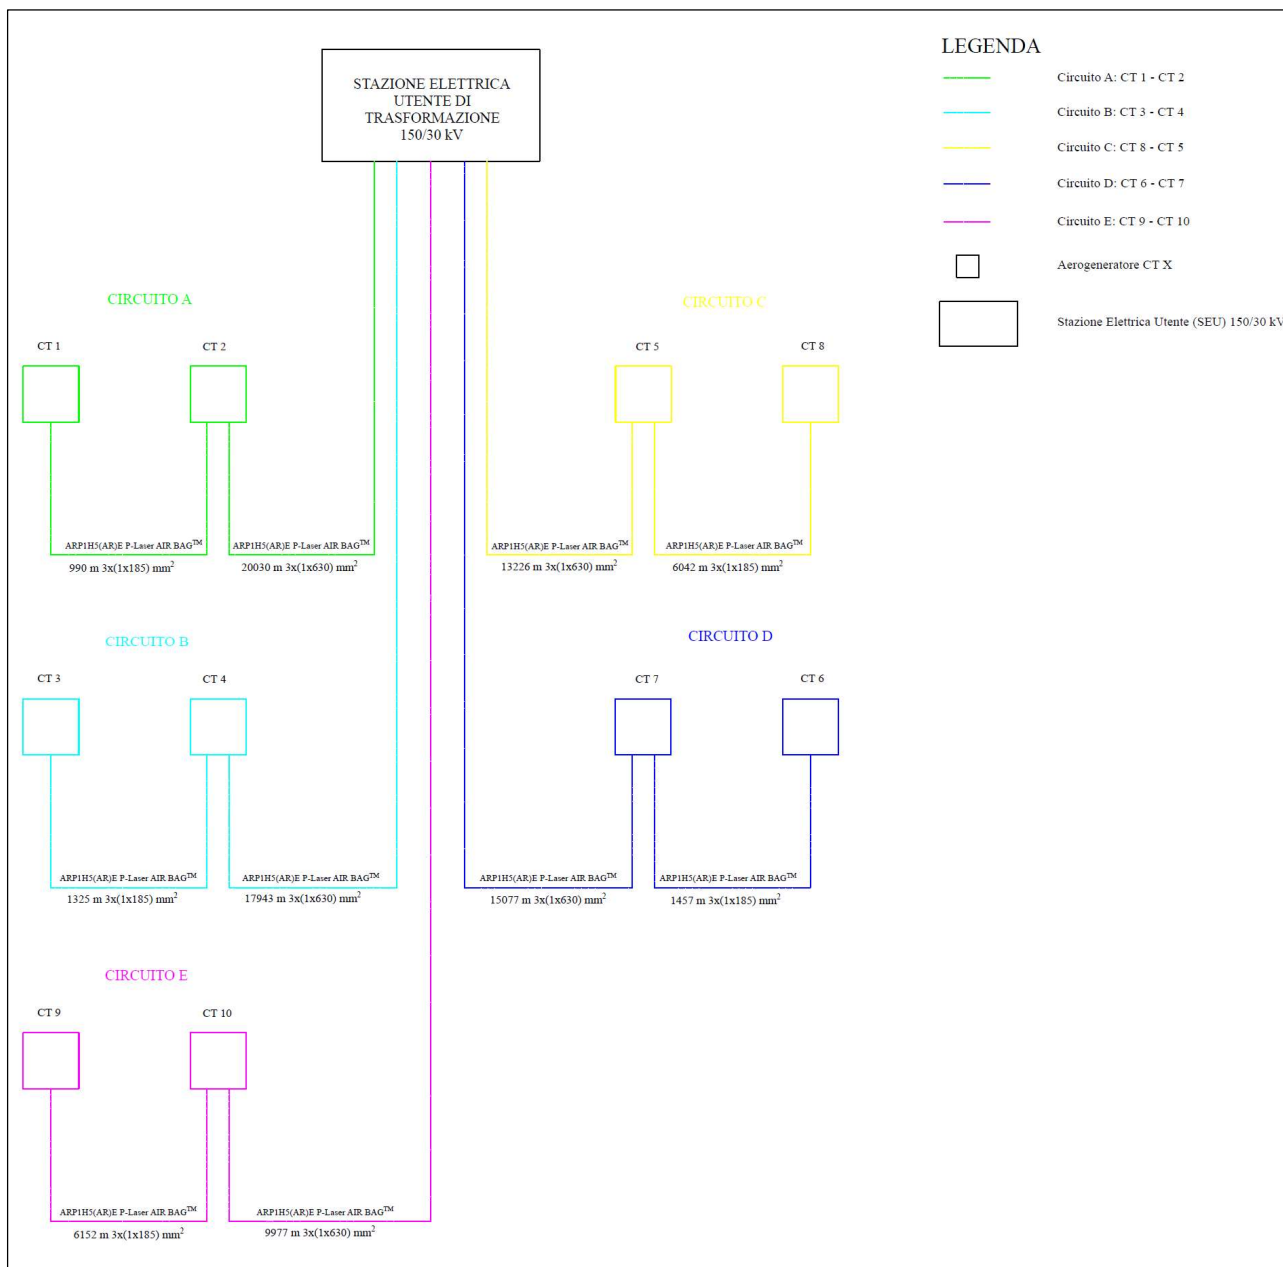 STAZIONE ELETTRICA
UTENTE DI
TRASFORMAZIONE
150/30 kV
LEGENDA
Circuito A: CT 1 - CT 2
Circuito B: CT 3 - CT 4
Circuito C: CT 8 - CT 5
Circuito D: CT 6 - CT 7
Circuito E: CT 9 - CT 10
Aerogeneratore CT X
Stazione Elettrica Utente (SEU) 150/30 kV
CIRCUITO A
CT 1
CT 2
ARP1H5(AR)E P-Laser AIR BAG™
990 m 3x(1x185) mm²
ARP1H5(AR)E P-Laser AIR BAG™
20030 m 3x(1x630) mm²
CIRCUITO C
CT 5
CT 8
ARP1H5(AR)E P-Laser AIR BAG™
13226 m 3x(1x630) mm²
ARP1H5(AR)E P-Laser AIR BAG™
6042 m 3x(1x185) mm²
CIRCUITO B
CT 3
CT 4
ARP1H5(AR)E P-Laser AIR BAG™
1325 m 3x(1x185) mm²
ARP1H5(AR)E P-Laser AIR BAG™
17943 m 3x(1x630) mm²
CIRCUITO D
CT 7
CT 6
ARP1H5(AR)E P-Laser AIR BAG™
15077 m 3x(1x630) mm²
ARP1H5(AR)E P-Laser AIR BAG™
1457 m 3x(1x185) mm²
CIRCUITO E
CT 9
CT 10
ARP1H5(AR)E P-Laser AIR BAG™
6152 m 3x(1x185) mm²
ARP1H5(AR)E P-Laser AIR BAG™
9977 m 3x(1x630) mm²